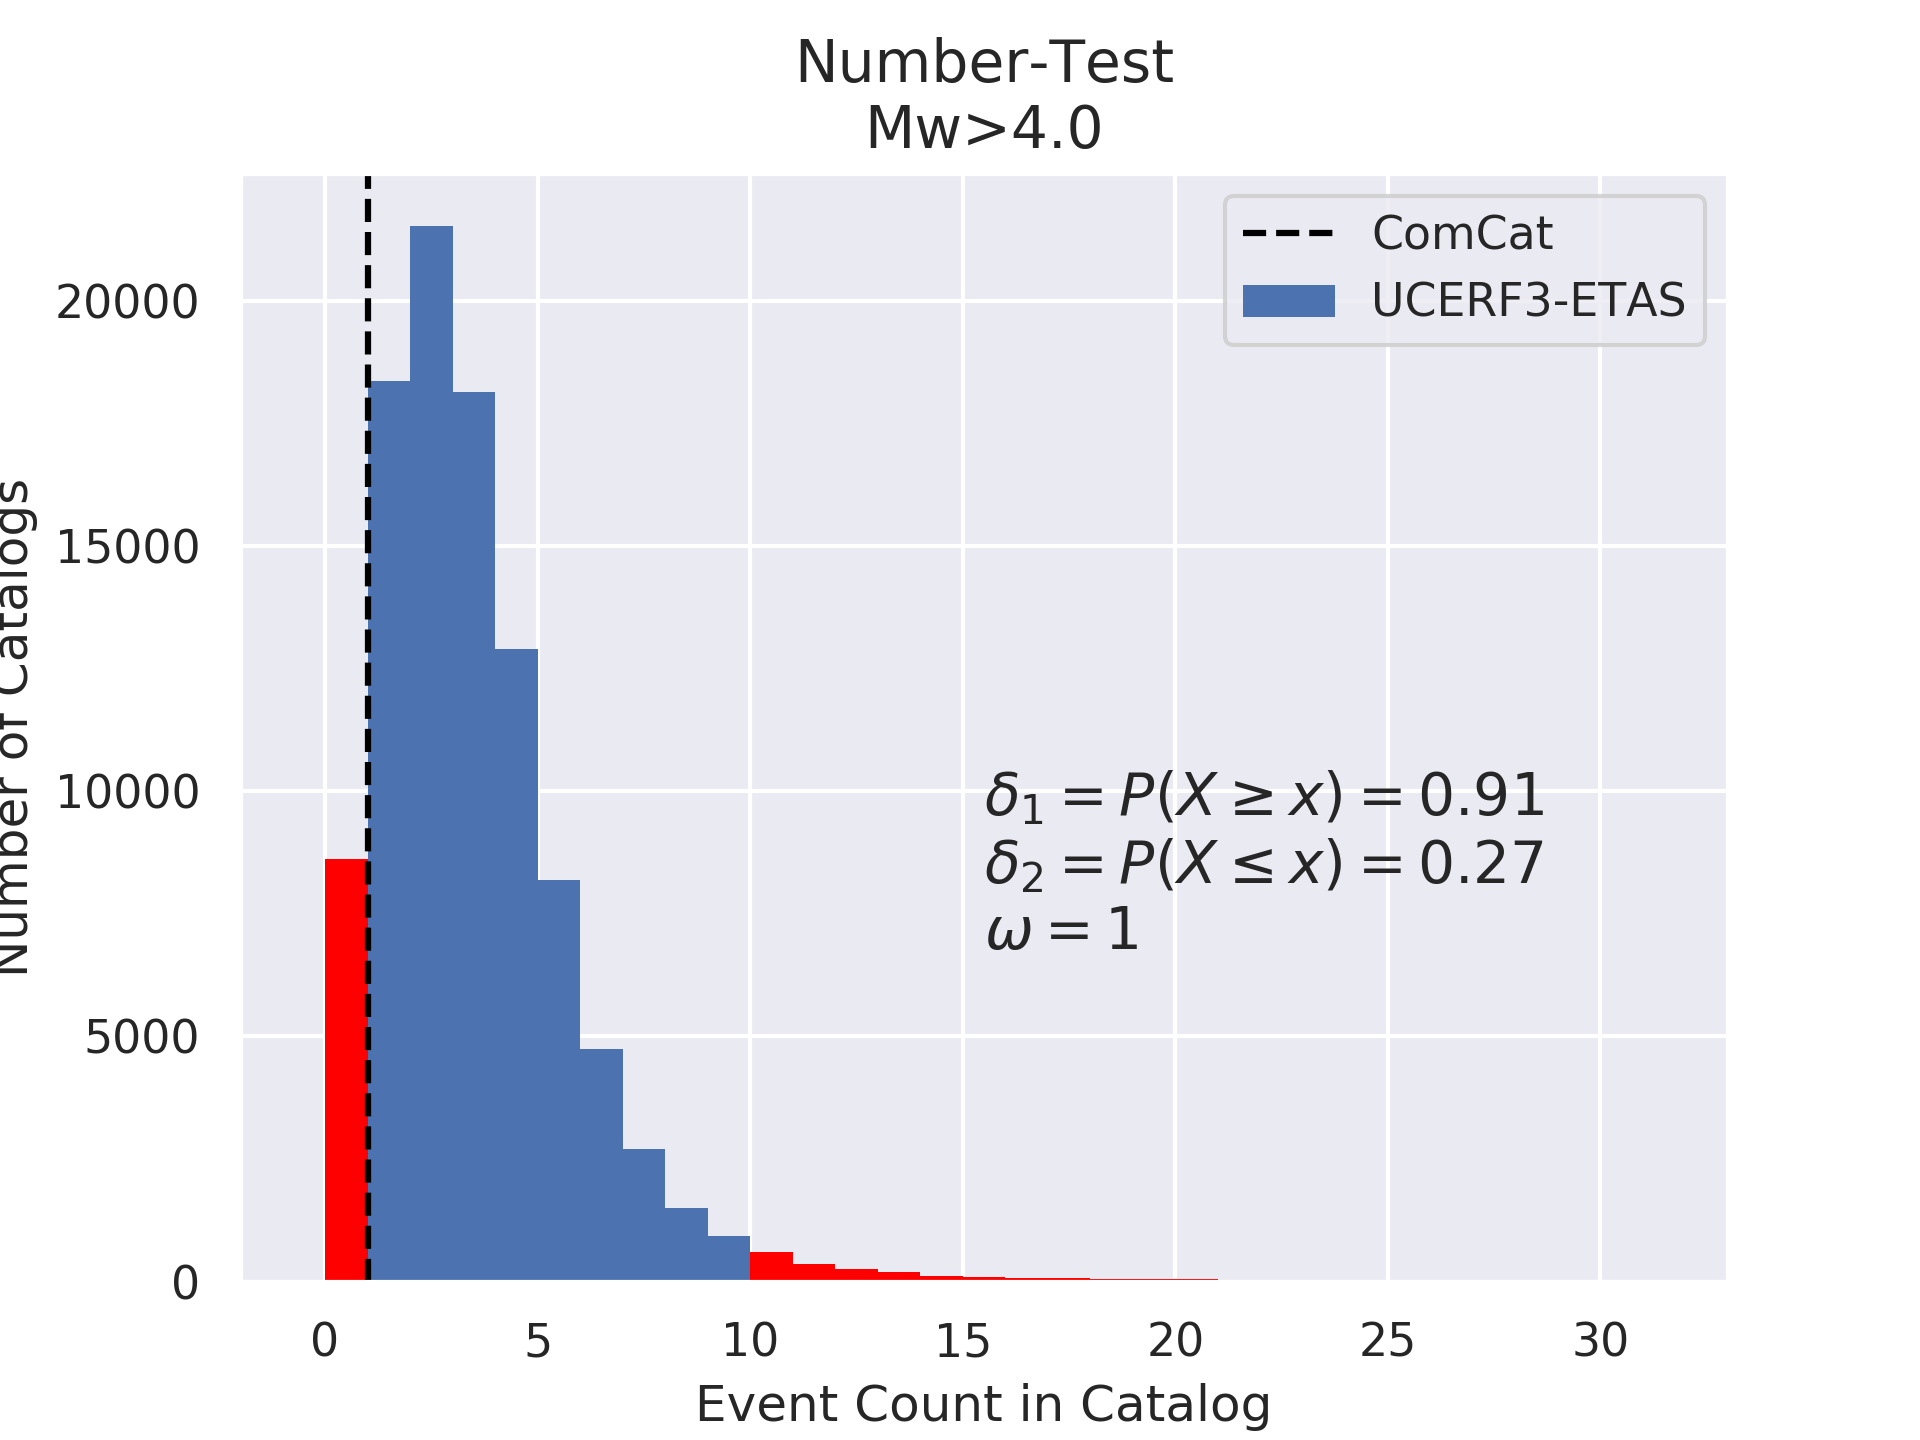 Number-Test
Mw>4.0
ComCat
UCERF3-ETAS
Number of Catalogs
20000
15000
10000
5000
0
δ₁ = P(X ≥ x) = 0.91
δ₂ = P(X ≤ x) = 0.27
ω = 1
0 5 10 15 20 25 30
Event Count in Catalog